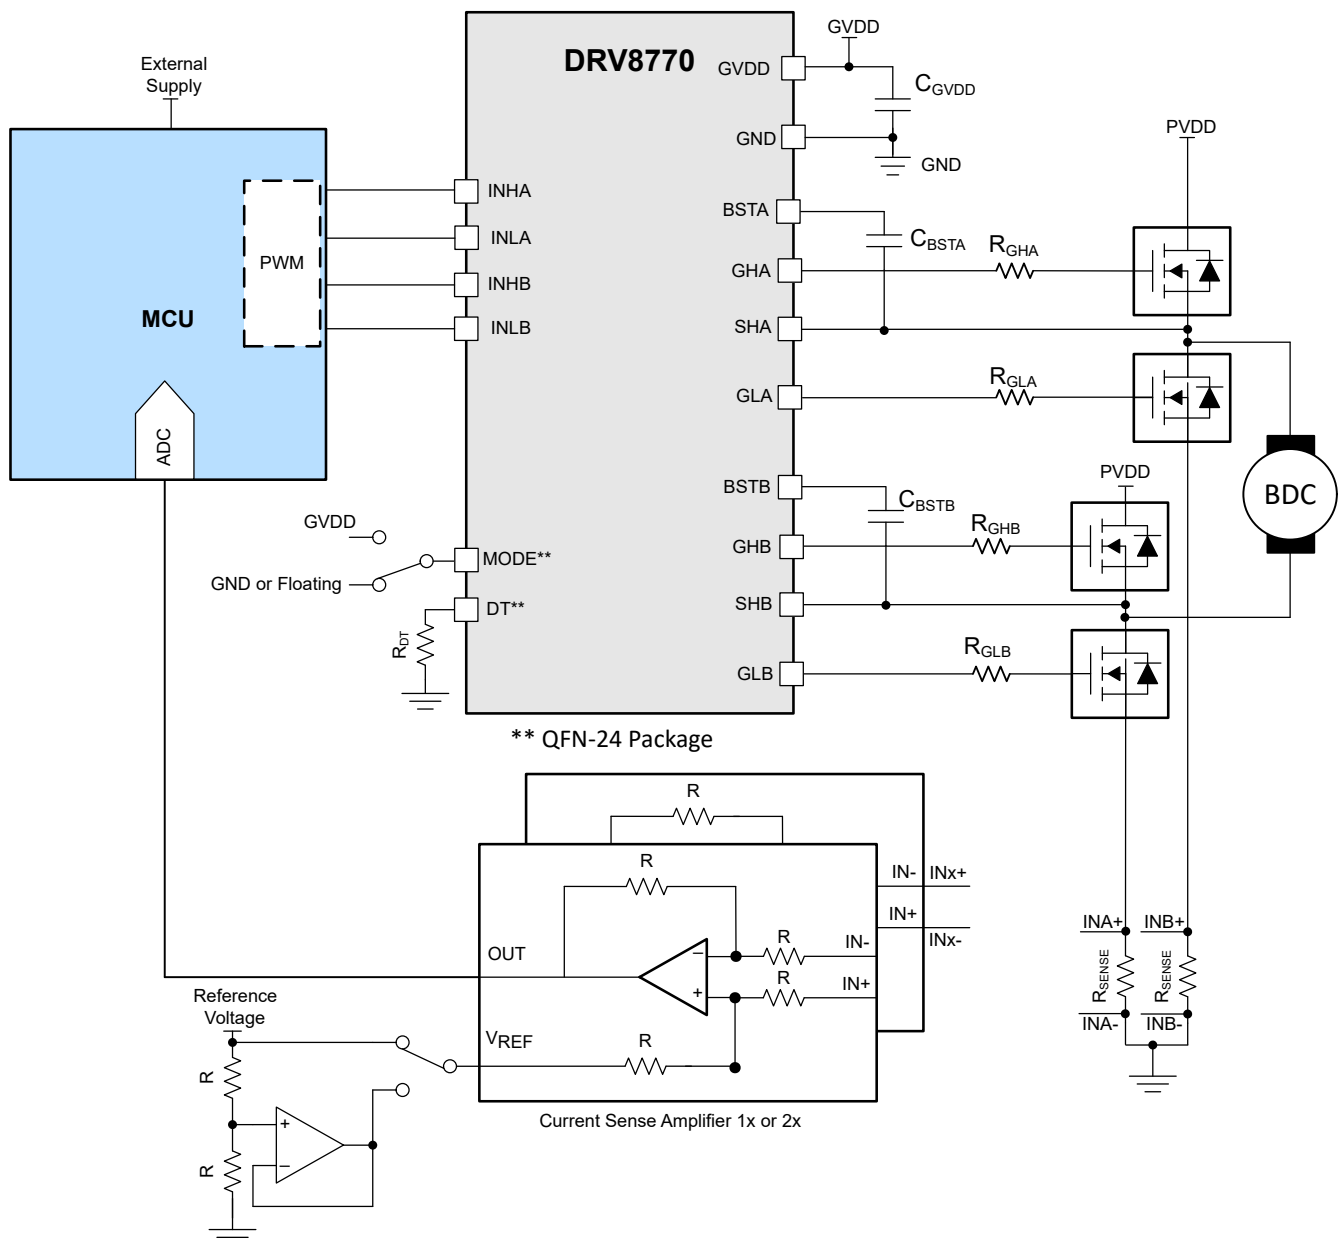 DRV8770
GVDD
GVDD
CGVDD
GND
GND
External
Supply
PVDD
INHA
INLA
INHB
INLB
PWM
MCU
ADC
BSTA
CBSTA
GHA
RGHA
SHA
GLA
RGLA
BSTB
CBSTB
PVDD
GHB
RGHB
SHB
GLB
RGLB
BDC
GVDD
MODE**
GND or Floating
DT**
RDT
** QFN-24 Package
R
R
IN-
INx+
IN+
INx-
OUT
R
IN-
R
IN+
−
+
VREF
R
Reference
Voltage
R
R
+
−
Current Sense Amplifier 1x or 2x
INA+
INB+
RSENSE
RSENSE
INA-
INB-